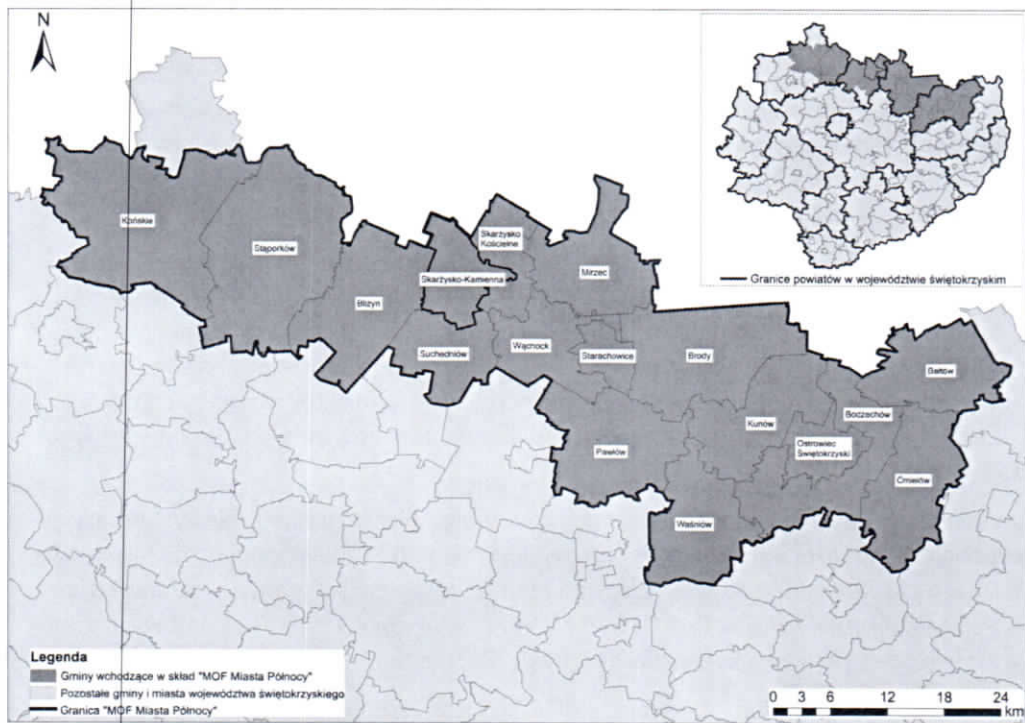 N
Granice powiatów w województwie świętokrzyskim
Końskie
Stąporków
Skarżysko
Kościelne
Mirzec
Skarżysko-Kamienna
Bliżyn
Suchedniów
Wąchock
Starachowice
Brody
Bałtów
Boczechów
Kunów
Ostrowiec
Świętokrzyski
Pawłów
Ćmielów
Waśniów
Legenda
Gminy wchodzące w skład "MOF Miasta Północy"
Pozostałe gminy i miasta województwa świętokrzyskiego
Granica "MOF Miasta Północy"
0 3 6 12 18 24
km